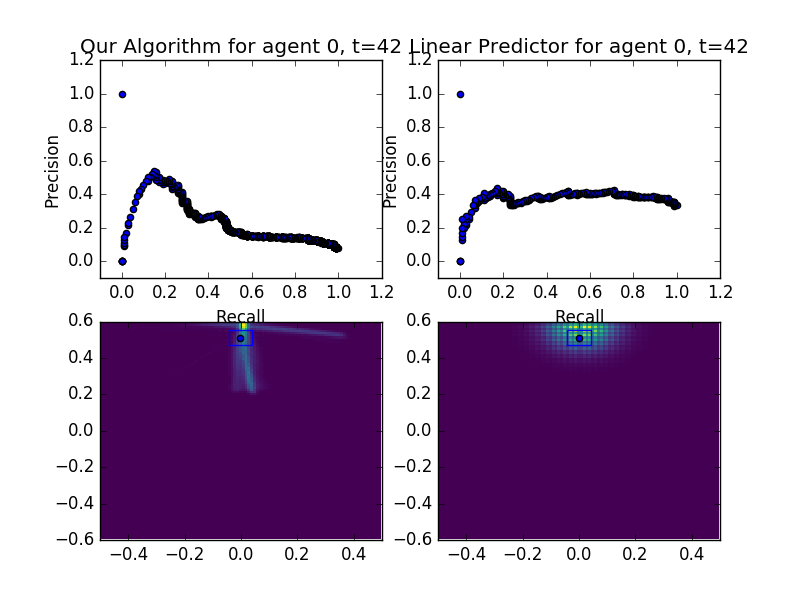 Our Algorithm for agent 0, t=42 Linear Predictor for agent 0, t=42
1.2 1.2
1.0 1.0
0.8 0.8
Precision Precision
0.6 0.6
0.4 0.4
0.2 0.2
0.0 0.0
0.0 0.2 0.4 0.6 0.8 1.0 1.2 0.0 0.2 0.4 0.6 0.8 1.0 1.2
Recall Recall
0.6 0.6
0.4 0.4
0.2 0.2
0.0 0.0
−0.2 −0.2
−0.4 −0.4
−0.6 −0.6
−0.4 −0.2 0.0 0.2 0.4 −0.4 −0.2 0.0 0.2 0.4